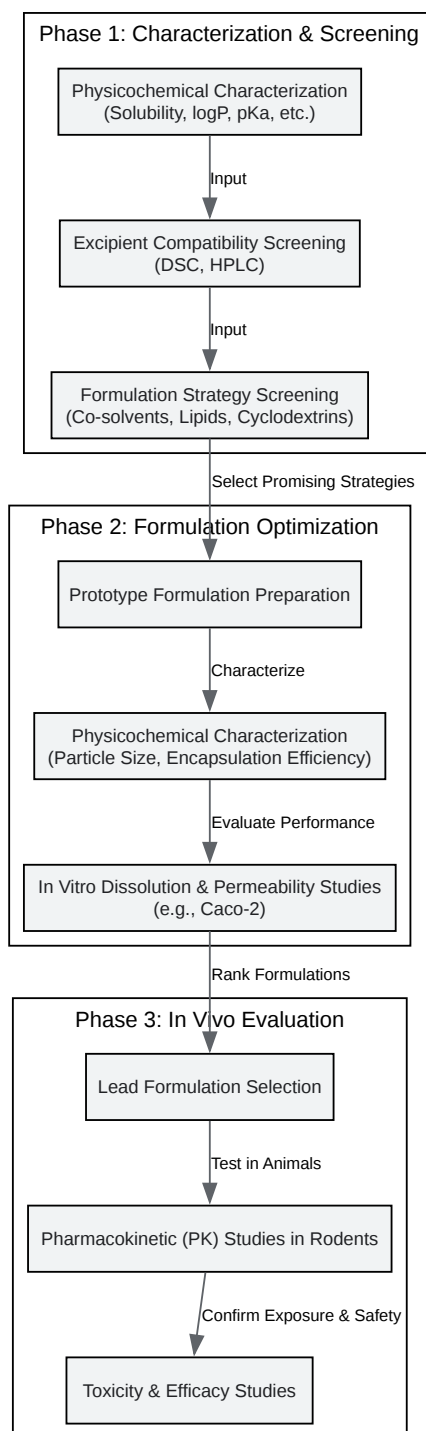 Phase 1: Characterization & Screening
Physicochemical Characterization
(Solubility, logP, pKa, etc.)
Input
Excipient Compatibility Screening
(DSC, HPLC)
Input
Formulation Strategy Screening
(Co-solvents, Lipids, Cyclodextrins)
Select Promising Strategies
Phase 2: Formulation Optimization
Prototype Formulation Preparation
Characterize
Physicochemical Characterization
(Particle Size, Encapsulation Efficiency)
Evaluate Performance
In Vitro Dissolution & Permeability Studies
(e.g., Caco-2)
Rank Formulations
Phase 3: In Vivo Evaluation
Lead Formulation Selection
Test in Animals
Pharmacokinetic (PK) Studies in Rodents
Confirm Exposure & Safety
Toxicity & Efficacy Studies